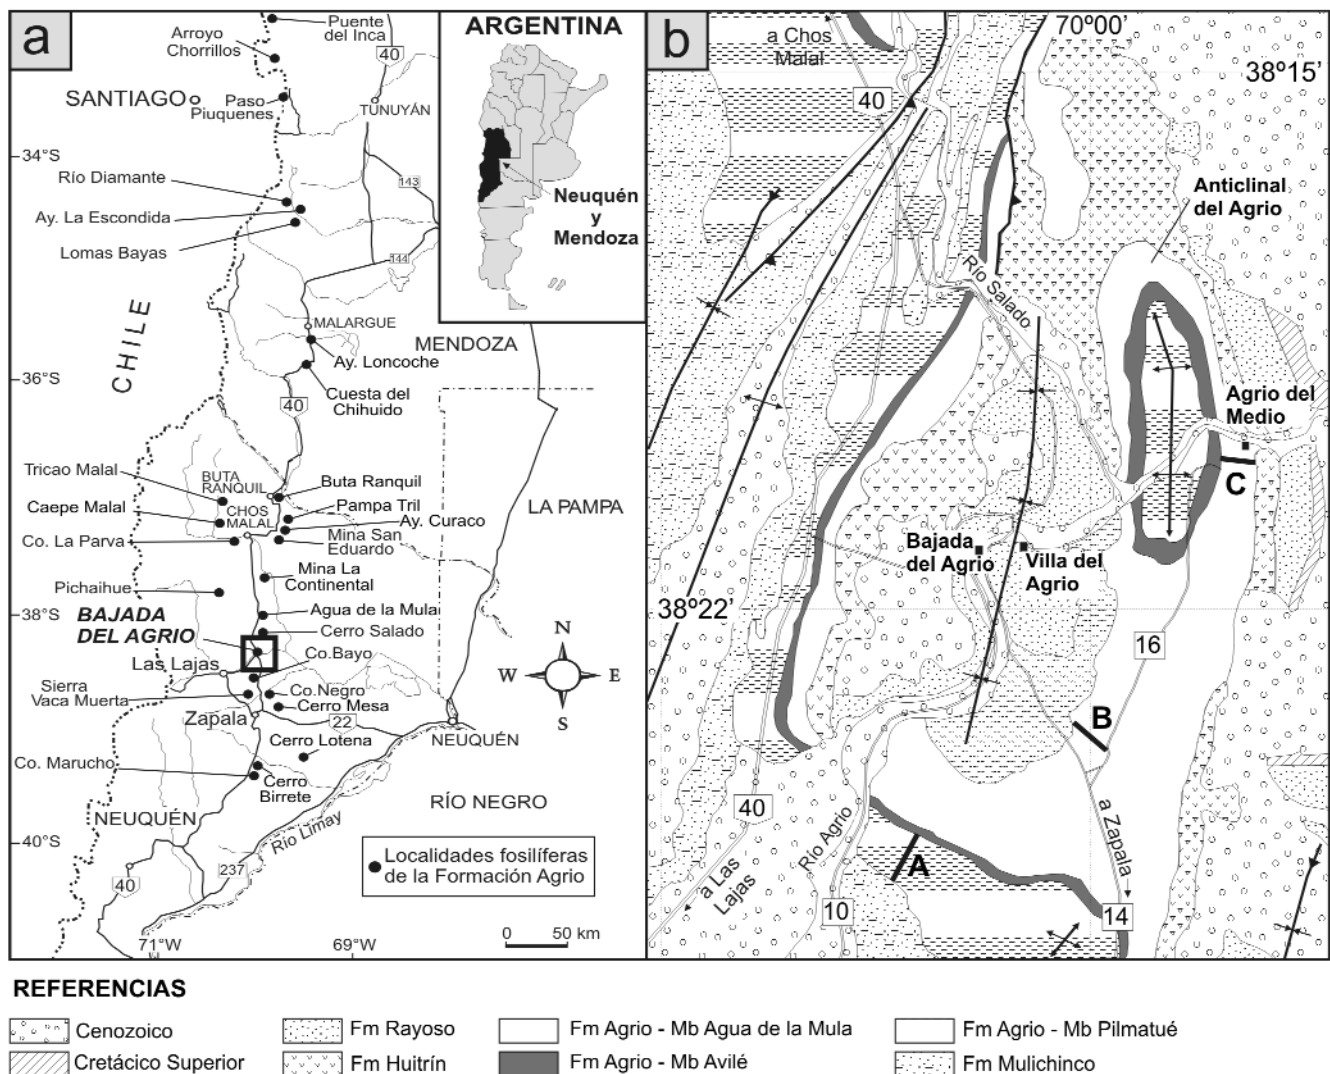 a
Puente
del Inca
Arroyo
Chorrillos
40
SANTIAGO
Paso
Piuquenes
TUNUYÁN
34°S
Río Diamante
143
Ay. La Escondida
Lomas Bayas
144
CHILE
MALARGUE
MENDOZA
Ay. Loncoche
36°S
Cuesta del
Chihuido
40
Tricao Malal
BUTA
RANQUIL
Buta Ranquil
Caepe Malal
CHOS
MALAL
Pampa Tril
Ay. Curaco
LA PAMPA
Co. La Parva
Mina San
Eduardo
Mina La
Continental
Pichaihue
38°S
Agua de la Mula
BAJADA
DEL AGRIO
Cerro Salado
Co.Bayo
Las Lajas
Sierra
Vaca Muerta
Co.Negro
Cerro Mesa
Zapala
22
NEUQUÉN
Cerro Lotena
Co. Marucho
Cerro
Birrete
RÍO NEGRO
NEUQUÉN
Río Limay
40°S
237
40
Localidades fosilíferas
de la Formación Agrio
71°W
69°W
0
50 km
N
W
E
S
ARGENTINA
Neuquén
y
Mendoza
b
a Chos
Malal
70°00'
38º15'
40
Anticlinal
del Agrio
Río Salado
Agrio del
Medio
C
Bajada
del Agrio
Villa del
Agrio
38º22'
16
B
40
Río Agrio
a Zapala
A
a Las
Lajas
10
14
REFERENCIAS
Cenozoico
Fm Rayoso
Fm Agrio - Mb Agua de la Mula
Fm Agrio - Mb Pilmatué
Cretácico Superior
Fm Huitrín
Fm Agrio - Mb Avilé
Fm Mulichinco